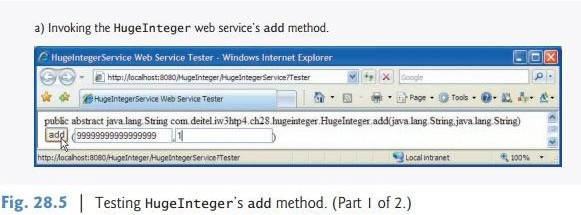 a) Invoking the HugeInteger web service's add method.
HugeIntegerService Web Service Tester - Windows Internet Explorer
http://localhost:8080/HugeInteger/HugeIntegerService?Tester
Google
HugeIntegerService Web Service Tester
Page
Tools
public abstract java.lang.String com.deitel.iw3htp4.ch28.hugeinteger.HugeInteger.add(java.lang.String,java.lang.String)
add (99999999999999999 ,1 )
http://localhost:8080/HugeInteger/HugeIntegerService?Tester
Local intranet
100%
Fig. 28.5 | Testing HugeInteger's add method. (Part 1 of 2.)